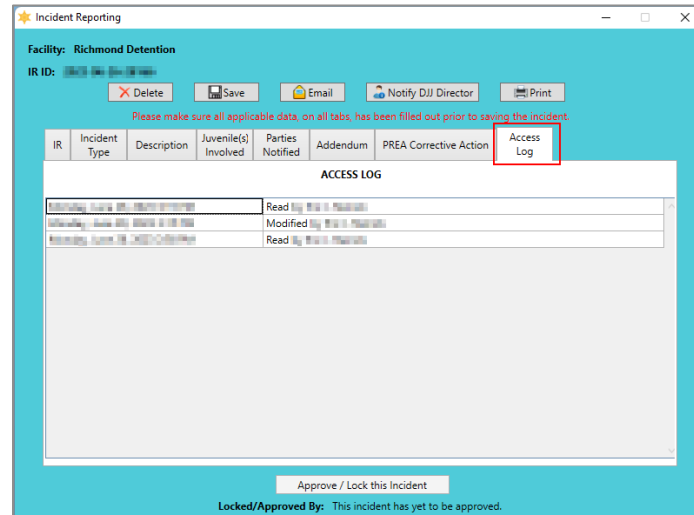 Incident Reporting
Facility: Richmond Detention
IR ID:
Delete Save Email Notify DJJ Director Print
Please make sure all applicable data, on all tabs, has been filled out prior to saving the incident.
IR Incident Type Description Juvenile(s) Involved Parties Notified Addendum PREA Corrective Action Access Log
ACCESS LOG
Read by
Modified by
Read by
Approve / Lock this Incident
Locked/Approved By: This incident has yet to be approved.